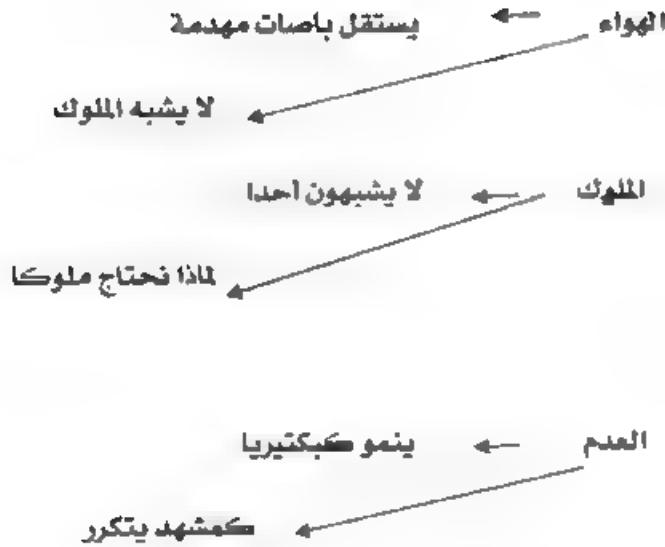 الهواء ← يستقل باصات مهدمة
لا يشبه الملوك
الملوك ← لا يشبهون أحدا
لماذا نحتاج ملوكا
العدم ← ينمو كبكتيريا
كمشهد يتكرر